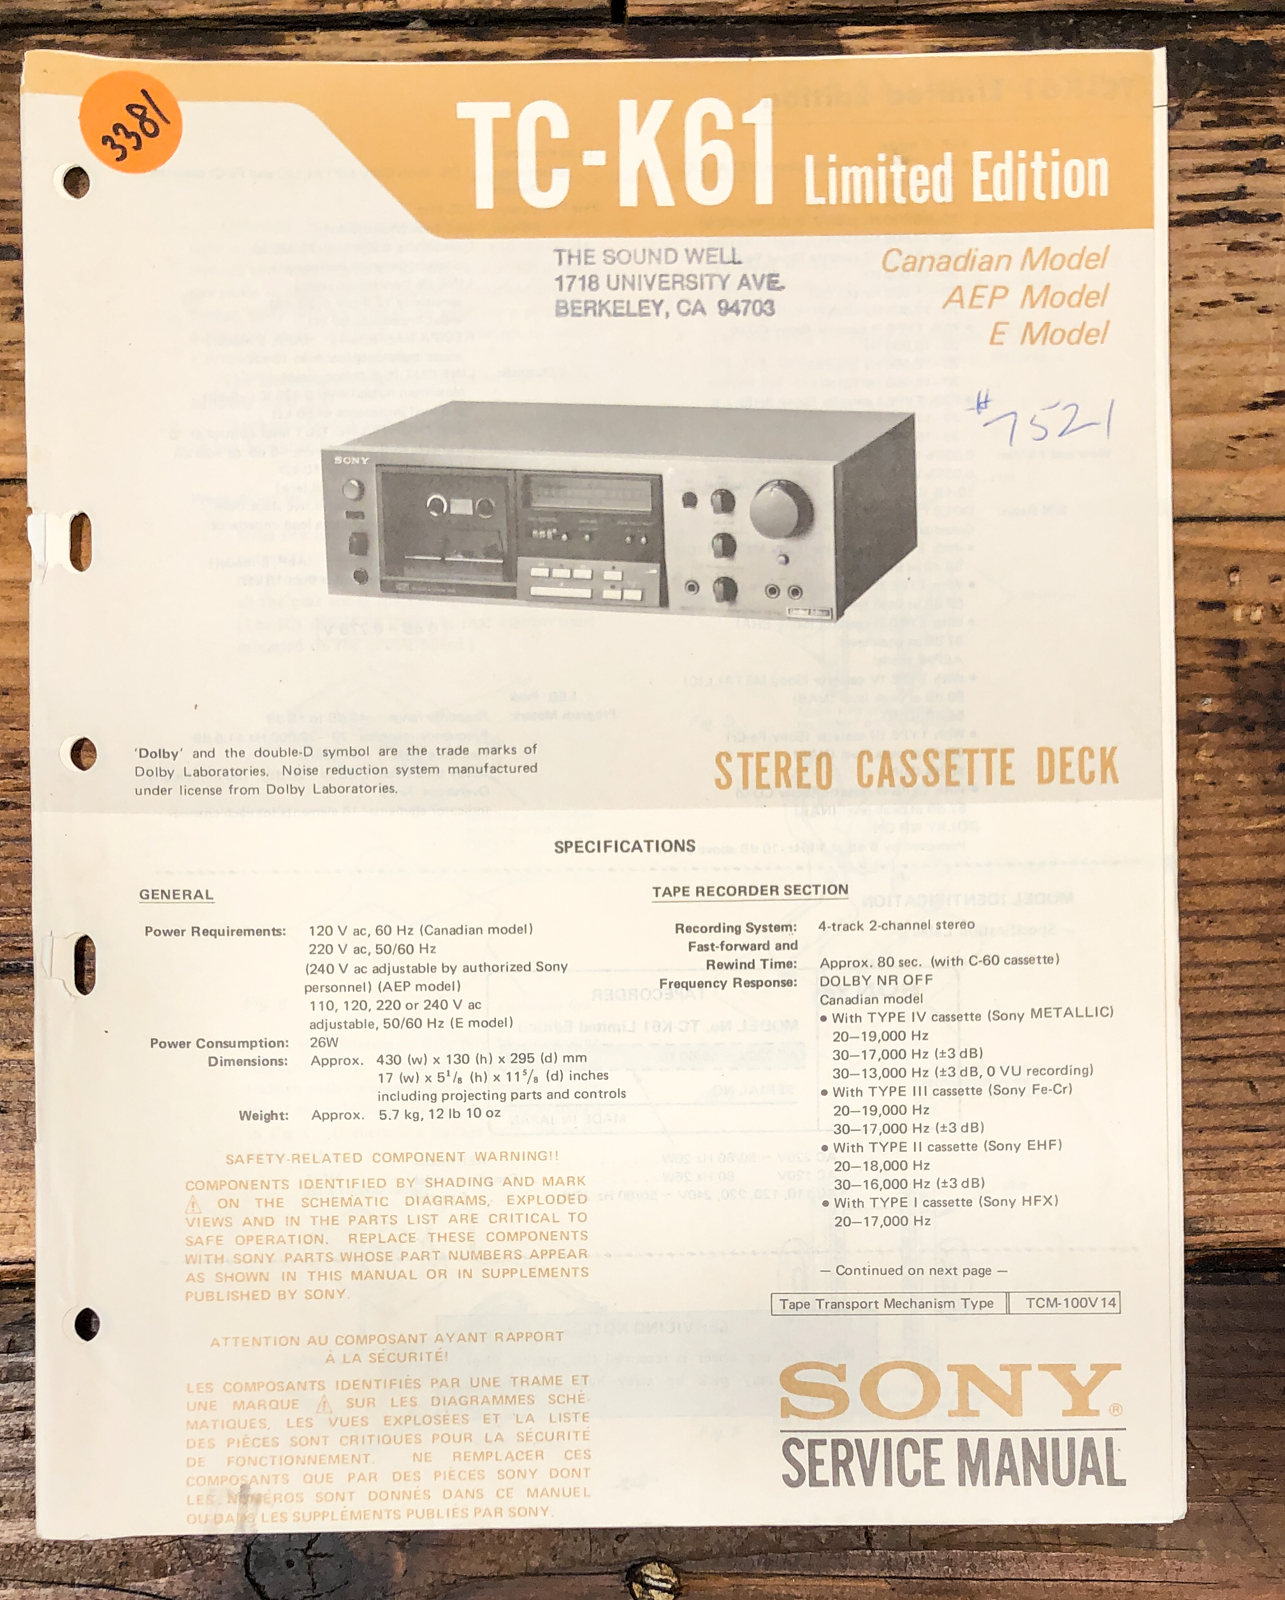 3381
TC-K61 Limited Edition
THE SOUND WELL
1718 UNIVERSITY AVE.
BERKELEY, CA 94703
Canadian Model
AEP Model
E Model
#7521
SONY
'Dolby' and the double-D symbol are the trade marks of
Dolby Laboratories. Noise reduction system manufactured
under license from Dolby Laboratories.
STEREO CASSETTE DECK
SPECIFICATIONS
GENERAL
Power Requirements: 120 V ac, 60 Hz (Canadian model)
220 V ac, 50/60 Hz
(240 V ac adjustable by authorized Sony
personnel) (AEP model)
110, 120, 220 or 240 V ac
adjustable, 50/60 Hz (E model)
Power Consumption: 26W
Dimensions: Approx. 430 (w) x 130 (h) x 295 (d) mm
17 (w) x 5 1/8 (h) x 11 5/8 (d) inches
including projecting parts and controls
Weight: Approx. 5.7 kg, 12 lb 10 oz
SAFETY-RELATED COMPONENT WARNING!!
COMPONENTS IDENTIFIED BY SHADING AND MARK
⚠ ON THE SCHEMATIC DIAGRAMS, EXPLODED
VIEWS AND IN THE PARTS LIST ARE CRITICAL TO
SAFE OPERATION. REPLACE THESE COMPONENTS
WITH SONY PARTS WHOSE PART NUMBERS APPEAR
AS SHOWN IN THIS MANUAL OR IN SUPPLEMENTS
PUBLISHED BY SONY.
ATTENTION AU COMPOSANT AYANT RAPPORT
À LA SÉCURITÉ!
LES COMPOSANTS IDENTIFIÉS PAR UNE TRAME ET
UNE MARQUE ⚠ SUR LES DIAGRAMMES SCHÉ-
MATIQUES, LES VUES EXPLOSÉES ET LA LISTE
DES PIÈCES SONT CRITIQUES POUR LA SÉCURITÉ
DE FONCTIONNEMENT. NE REMPLACER CES
COMPOSANTS QUE PAR DES PIÈCES SONY DONT
LES NUMÉROS SONT DONNÉS DANS CE MANUEL
OU DANS LES SUPPLÉMENTS PUBLIÉS PAR SONY.
TAPE RECORDER SECTION
Recording System: 4-track 2-channel stereo
Fast-forward and
Rewind Time: Approx. 80 sec. (with C-60 cassette)
Frequency Response: DOLBY NR OFF
Canadian model
● With TYPE IV cassette (Sony METALLIC)
20–19,000 Hz
30–17,000 Hz (±3 dB)
30–13,000 Hz (±3 dB, 0 VU recording)
● With TYPE III cassette (Sony Fe-Cr)
20–19,000 Hz
30–17,000 Hz (±3 dB)
● With TYPE II cassette (Sony EHF)
20–18,000 Hz
30–16,000 Hz (±3 dB)
● With TYPE I cassette (Sony HFX)
20–17,000 Hz
— Continued on next page —
Tape Transport Mechanism Type TCM-100V14
SONY®
SERVICE MANUAL